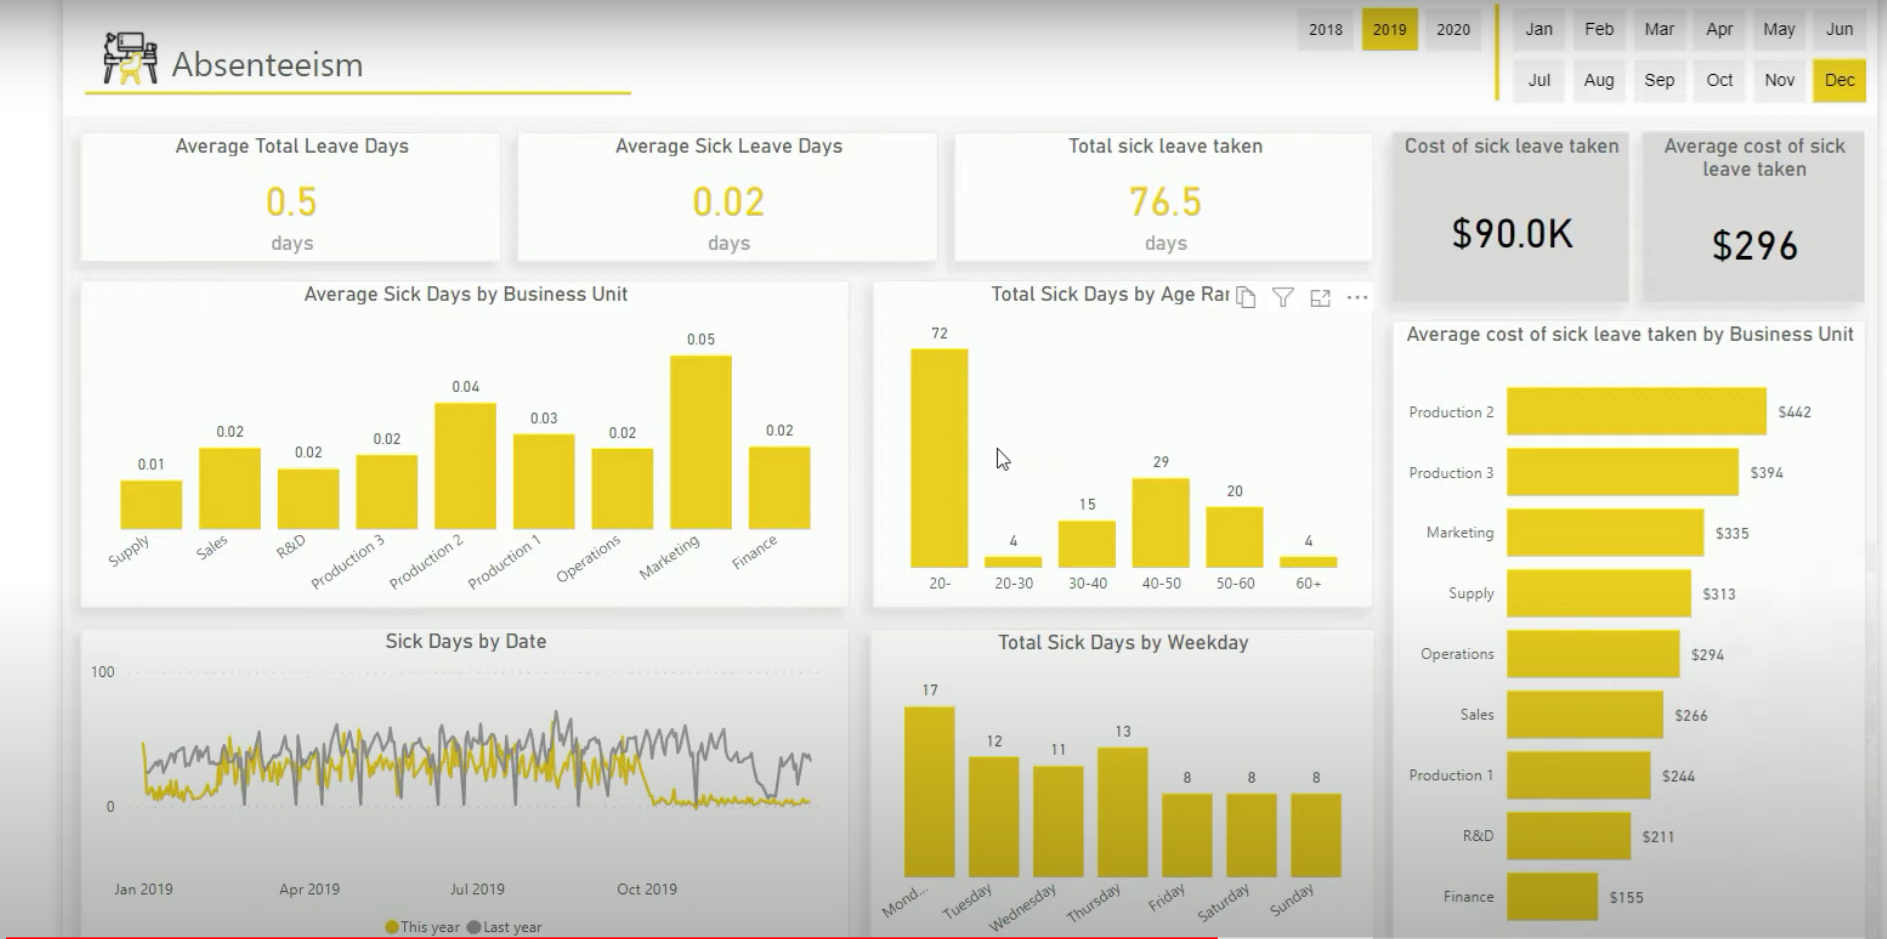 Absenteeism
2018 2019 2020
Jan Feb Mar Apr May Jun
Jul Aug Sep Oct Nov Dec
Average Total Leave Days
0.5
days
Average Sick Leave Days
0.02
days
Total sick leave taken
76.5
days
Cost of sick leave taken
$90.0K
Average cost of sick
leave taken
$296
Average Sick Days by Business Unit
0.01 0.02 0.02 0.02 0.04 0.03 0.02 0.05 0.02
Supply Sales R&D Production 3 Production 2 Production 1 Operations Marketing Finance
Total Sick Days by Age Rar
72 4 15 29 20 4
20- 20-30 30-40 40-50 50-60 60+
Average cost of sick leave taken by Business Unit
Production 2 $442
Production 3 $394
Marketing $335
Supply $313
Operations $294
Sales $266
Production 1 $244
R&D $211
Finance $155
Sick Days by Date
100
0
Jan 2019 Apr 2019 Jul 2019 Oct 2019
This year Last year
Total Sick Days by Weekday
17 12 11 13 8 8 8
Mond... Tuesday Wednesday Thursday Friday Saturday Sunday